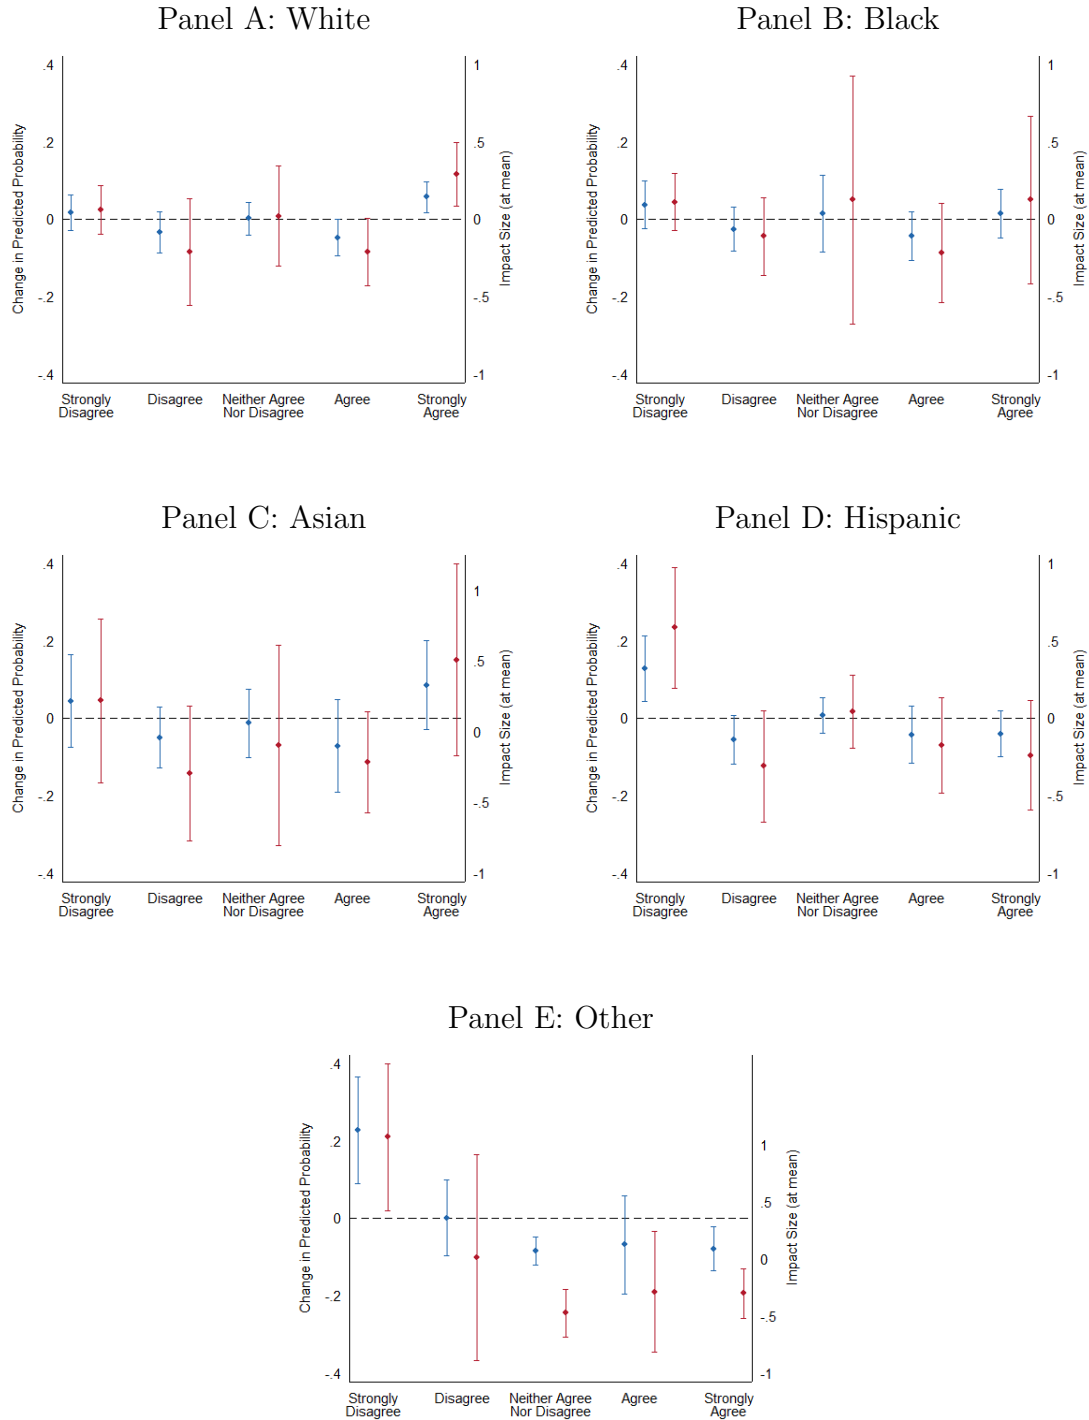 Panel A: White
.4
.2
0
-.2
-.4
Change in Predicted Probability
1
.5
0
-.5
-1
Impact Size (at mean)
Strongly Disagree
Disagree
Neither Agree Nor Disagree
Agree
Strongly Agree
Panel B: Black
.4
.2
0
-.2
-.4
Change in Predicted Probability
1
.5
0
-.5
-1
Impact Size (at mean)
Strongly Disagree
Disagree
Neither Agree Nor Disagree
Agree
Strongly Agree
Panel C: Asian
.4
.2
0
-.2
-.4
Change in Predicted Probability
1
.5
0
-.5
-1
Impact Size (at mean)
Strongly Disagree
Disagree
Neither Agree Nor Disagree
Agree
Strongly Agree
Panel D: Hispanic
.4
.2
0
-.2
-.4
Change in Predicted Probability
1
.5
0
-.5
-1
Impact Size (at mean)
Strongly Disagree
Disagree
Neither Agree Nor Disagree
Agree
Strongly Agree
Panel E: Other
.4
.2
0
-.2
-.4
Change in Predicted Probability
1
.5
0
-.5
-1
Impact Size (at mean)
Strongly Disagree
Disagree
Neither Agree Nor Disagree
Agree
Strongly Agree